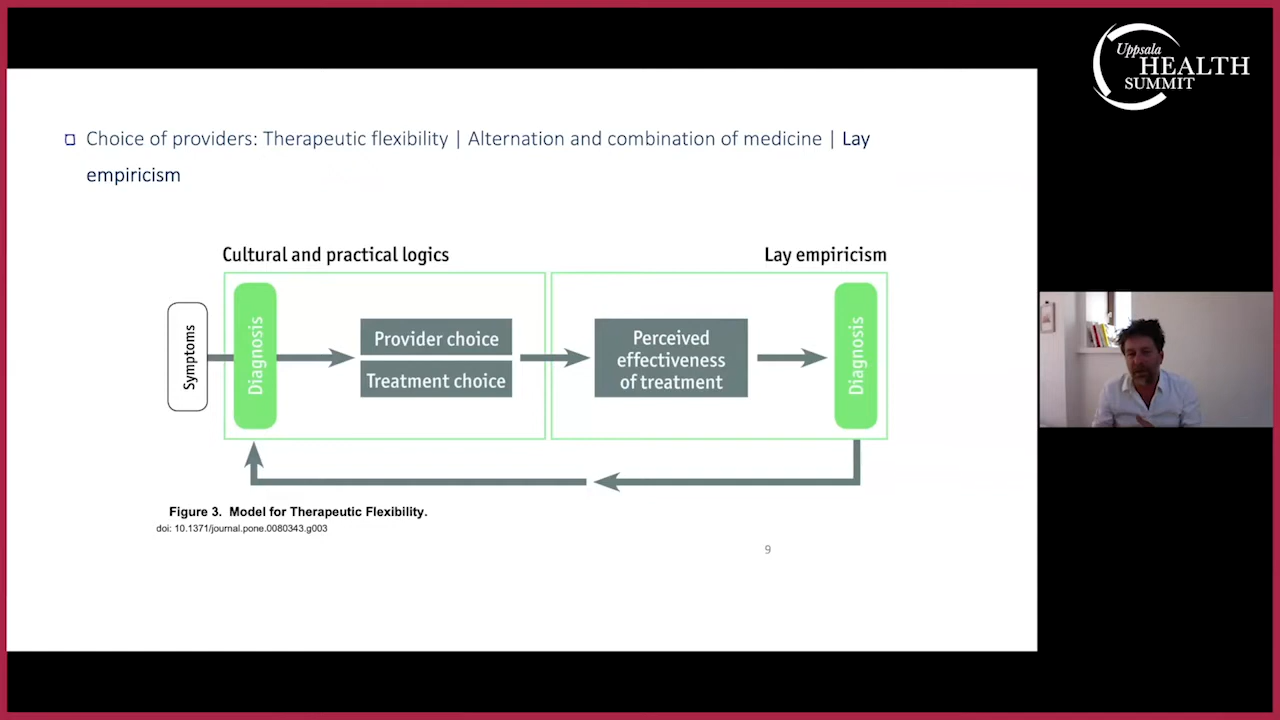 Uppsala
HEALTH
SUMMIT
Choice of providers: Therapeutic flexibility | Alternation and combination of medicine | Lay
empiricism
Cultural and practical logics
Lay empiricism
Symptoms
Diagnosis
Provider choice
Treatment choice
Perceived
effectiveness
of treatment
Diagnosis
Figure 3. Model for Therapeutic Flexibility.
doi: 10.1371/journal.pone.0080343.g003
9